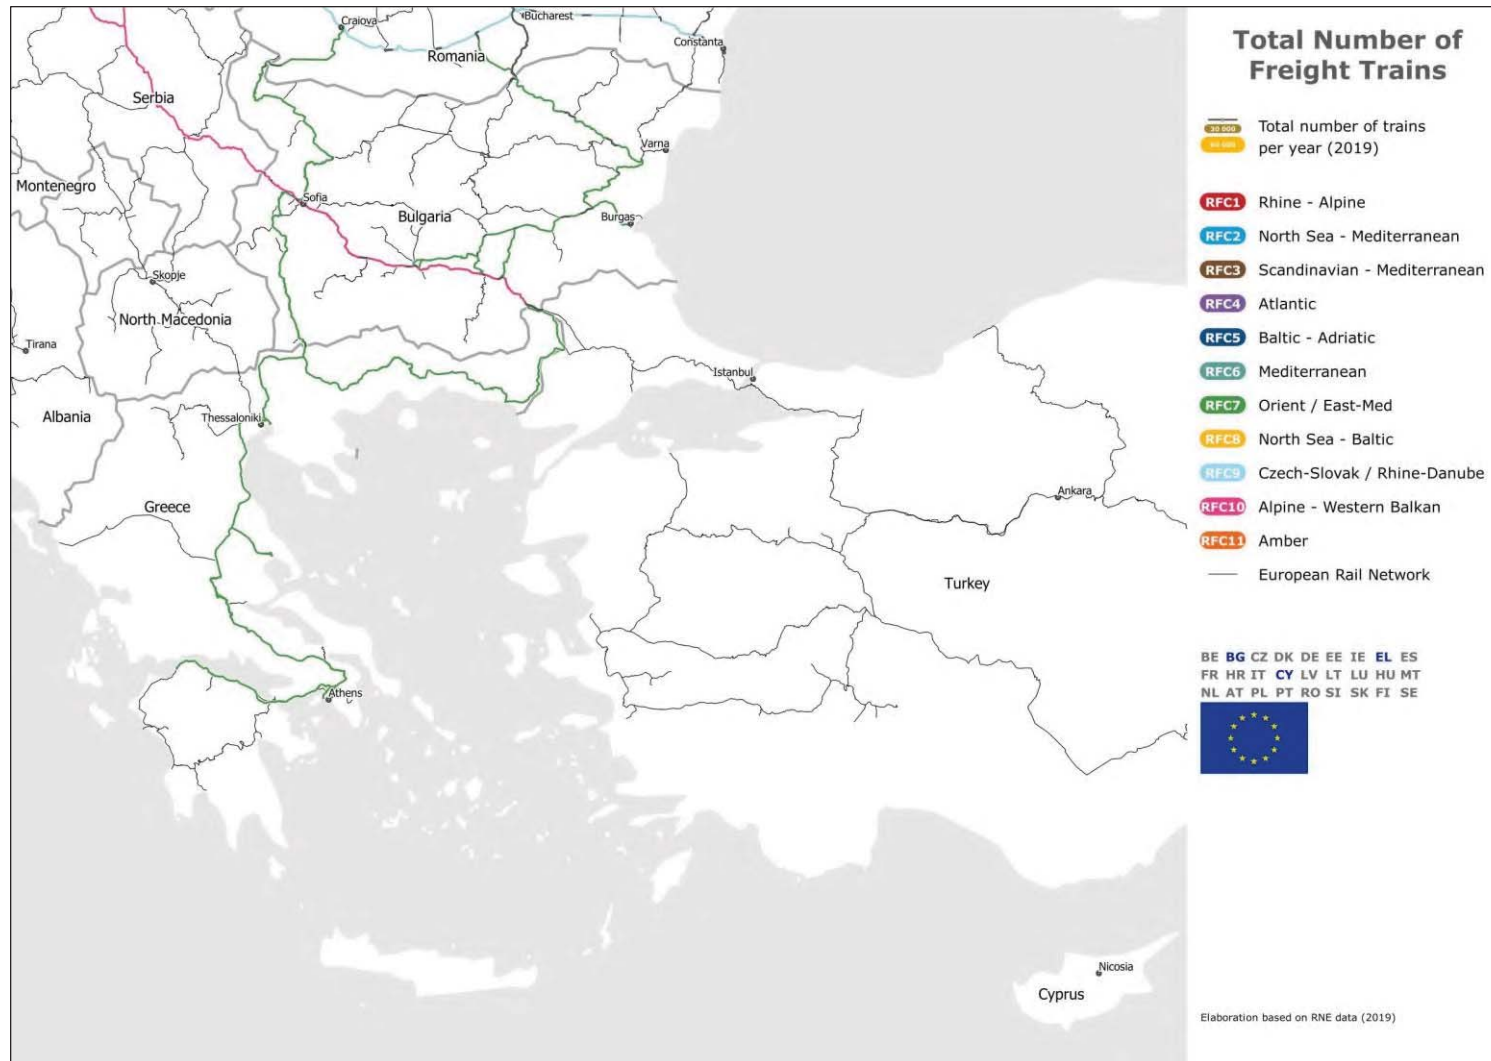 Total Number of
Freight Trains
30 000
60 000
Total number of trains
per year (2019)
RFC1 Rhine - Alpine
RFC2 North Sea - Mediterranean
RFC3 Scandinavian - Mediterranean
RFC4 Atlantic
RFC5 Baltic - Adriatic
RFC6 Mediterranean
RFC7 Orient / East-Med
RFC8 North Sea - Baltic
RFC9 Czech-Slovak / Rhine-Danube
RFC10 Alpine - Western Balkan
RFC11 Amber
European Rail Network
BE BG CZ DK DE EE IE EL ES
FR HR IT CY LV LT LU HU MT
NL AT PL PT RO SI SK FI SE
Elaboration based on RNE data (2019)
Craiova
Bucharest
Constanta
Romania
Serbia
Varna
Montenegro
Sofia
Bulgaria
Burgas
Skopje
North Macedonia
Tirana
Istanbul
Albania
Thessaloniki
Ankara
Greece
Turkey
Athens
Nicosia
Cyprus